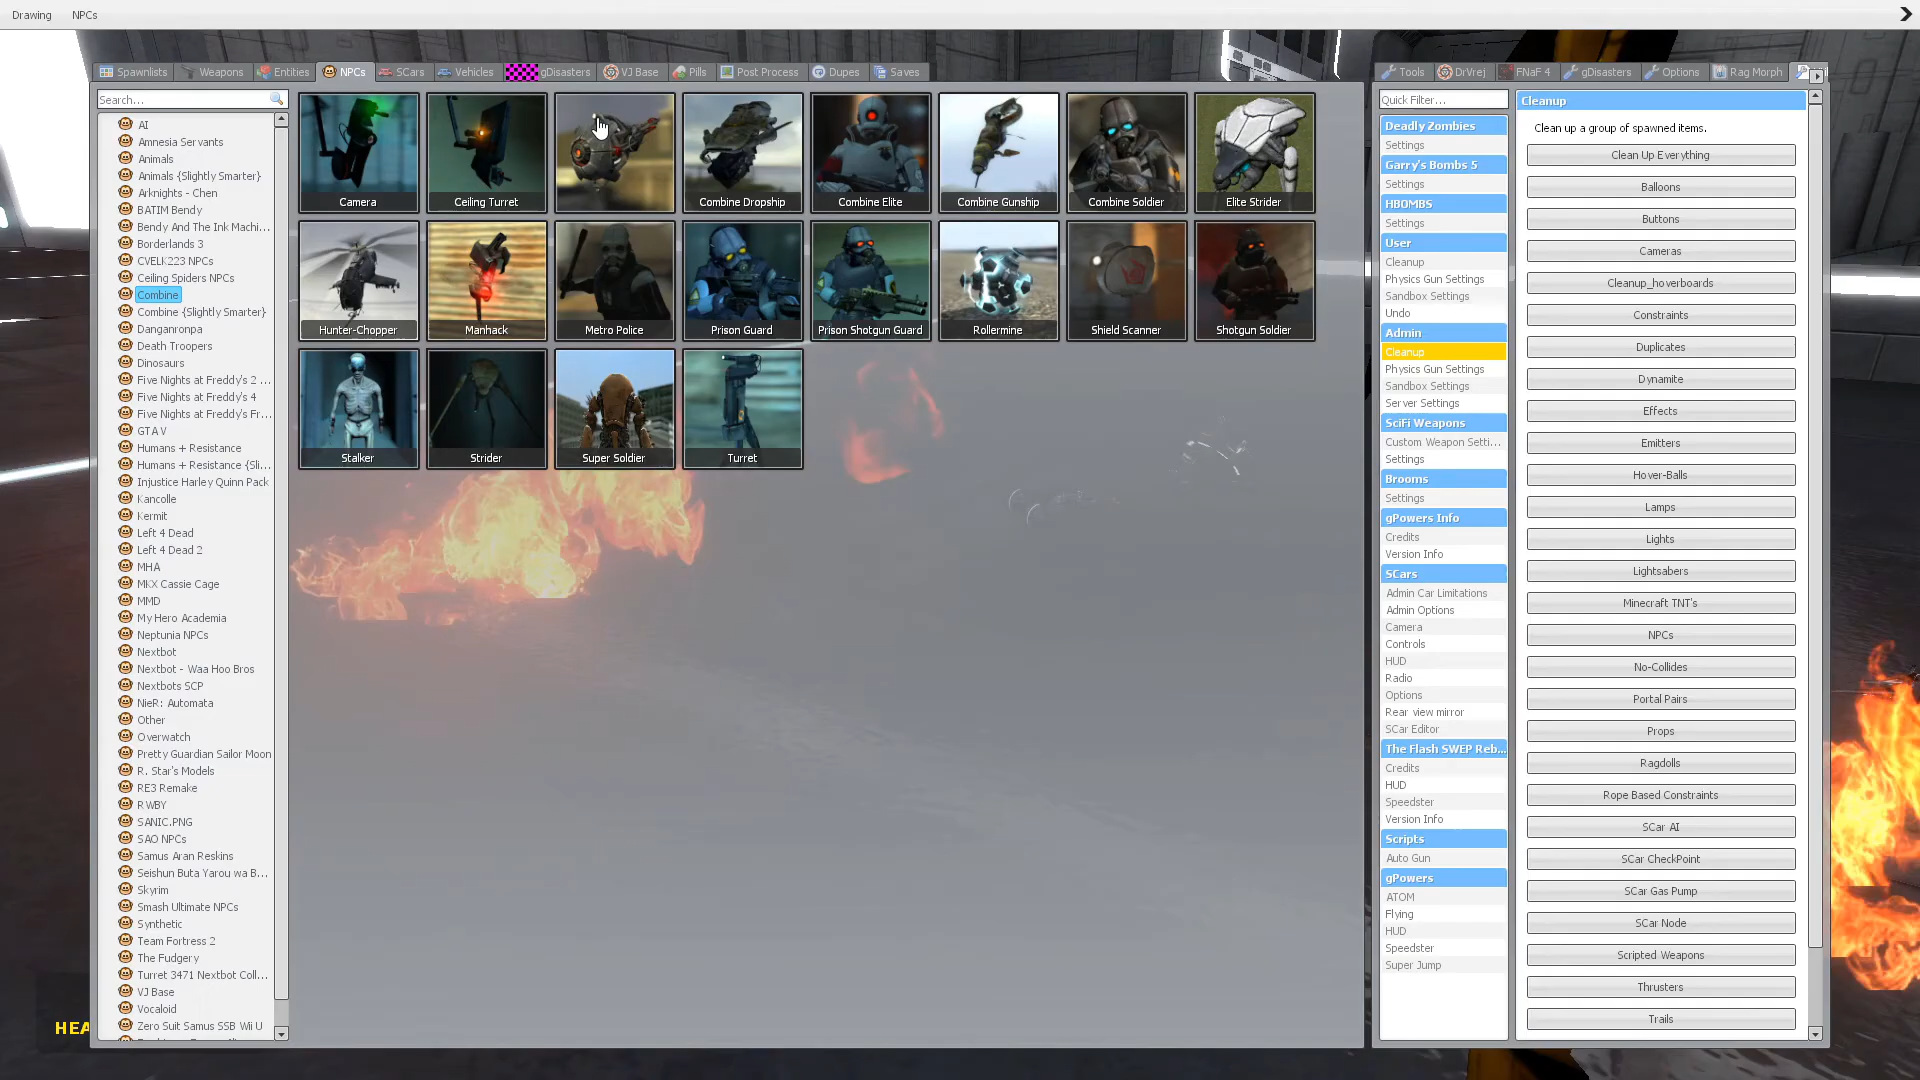 Drawing
NPCs
Spawnlists
Weapons
Entities
NPCs
SCars
Vehicles
gDisasters
VJ Base
Pills
Post Process
Dupes
Saves
Tools
DrVrej
FNaF 4
gDisasters
Options
Rag Morph
Search...
AI
Amnesia Servants
Animals
Animals {Slightly Smarter}
Arknights - Chen
BATIM Bendy
Bendy And The Ink Machi...
Borderlands 3
CVELK223 NPCs
Ceiling Spiders NPCs
Combine
Combine {Slightly Smarter}
Danganronpa
Death Troopers
Dinosaurs
Five Nights at Freddy's 2 ...
Five Nights at Freddy's 4
Five Nights at Freddy's Fr...
GTA V
Humans + Resistance
Humans + Resistance {Sli...
Injustice Harley Quinn Pack
Kancolle
Kermit
Left 4 Dead
Left 4 Dead 2
MHA
MKX Cassie Cage
MMD
My Hero Academia
Neptunia NPCs
Nextbot
Nextbot - Waa Hoo Bros
Nextbots SCP
NieR: Automata
Other
Overwatch
Pretty Guardian Sailor Moon
R. Star's Models
RE3 Remake
RWBY
SANIC.PNG
SAO NPCs
Samus Aran Reskins
Seishun Buta Yarou wa B...
Skyrim
Smash Ultimate NPCs
Synthetic
Team Fortress 2
The Fudgery
Turret 3471 Nextbot Coll...
VJ Base
Vocaloid
Zero Suit Samus SSB Wii U
HEA
Camera
Ceiling Turret
Combine Dropship
Combine Elite
Combine Gunship
Combine Soldier
Elite Strider
Hunter-Chopper
Manhack
Metro Police
Prison Guard
Prison Shotgun Guard
Rollermine
Shield Scanner
Shotgun Soldier
Stalker
Strider
Super Soldier
Turret
Quick Filter...
Deadly Zombies
Settings
Garry's Bombs 5
Settings
HBOMBS
Settings
User
Cleanup
Physics Gun Settings
Sandbox Settings
Undo
Admin
Cleanup
Physics Gun Settings
Sandbox Settings
Server Settings
SciFi Weapons
Custom Weapon Setti...
Settings
Brooms
Settings
gPowers Info
Credits
Version Info
SCars
Admin Car Limitations
Admin Options
Camera
Controls
HUD
Radio
Options
Rear view mirror
SCar Editor
The Flash SWEP Reb...
Credits
HUD
Speedster
Version Info
Scripts
Auto Gun
gPowers
ATOM
Flying
HUD
Speedster
Super Jump
Cleanup
Clean up a group of spawned items.
Clean Up Everything
Balloons
Buttons
Cameras
Cleanup_hoverboards
Constraints
Duplicates
Dynamite
Effects
Emitters
Hover-Balls
Lamps
Lights
Lightsabers
Minecraft TNT's
NPCs
No-Collides
Portal Pairs
Props
Ragdolls
Rope Based Constraints
SCar AI
SCar CheckPoint
SCar Gas Pump
SCar Node
Scripted Weapons
Thrusters
Trails